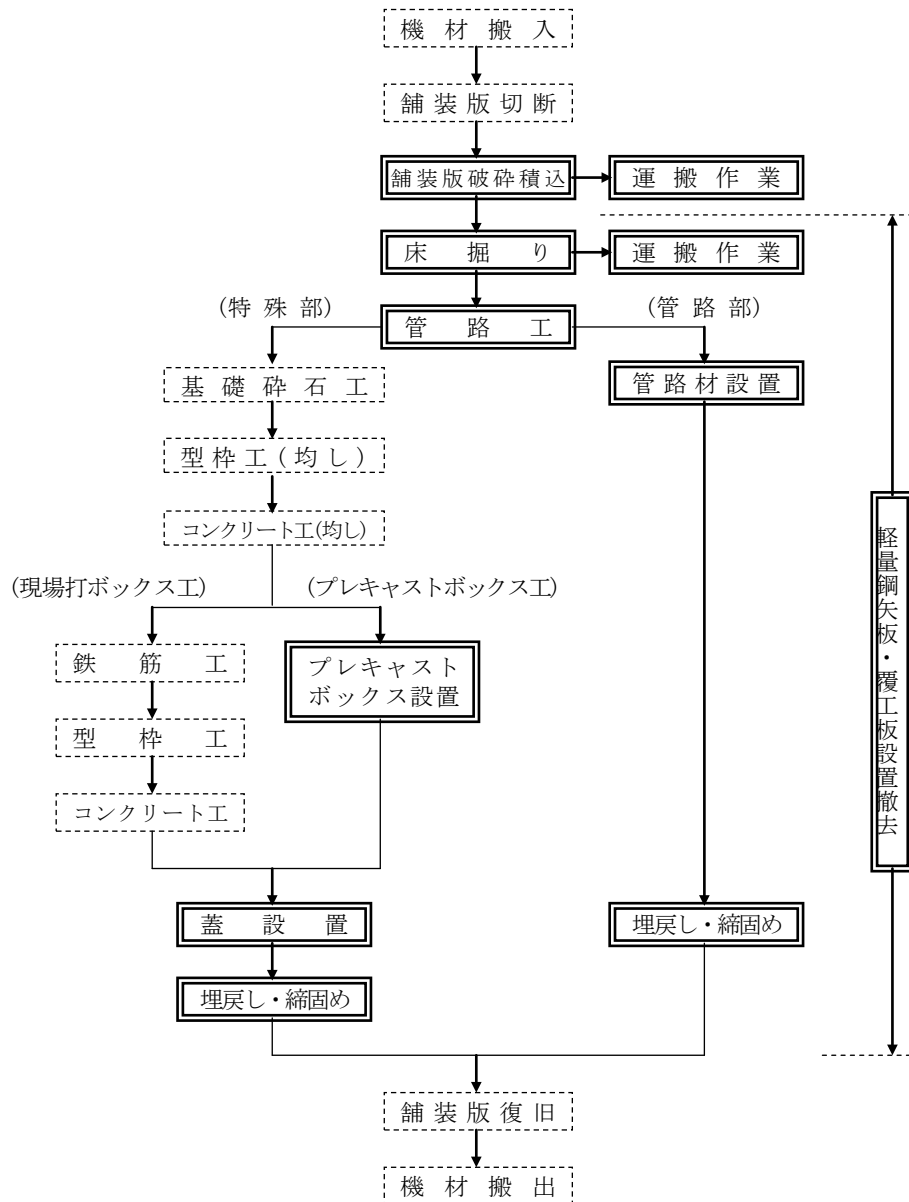 機材搬入
舗装版切断
舗装版破砕積込
運搬作業
床掘り
運搬作業
(特殊部)
管路工
(管路部)
基礎砕石工
管路材設置
型枠工(均し)
コンクリート工(均し)
軽量鋼矢板・覆工板設置撤去
(現場打ボックス工)
(プレキャストボックス工)
鉄筋工
プレキャスト
ボックス設置
型枠工
コンクリート工
蓋設置
埋戻し・締固め
埋戻し・締固め
舗装版復旧
機材搬出